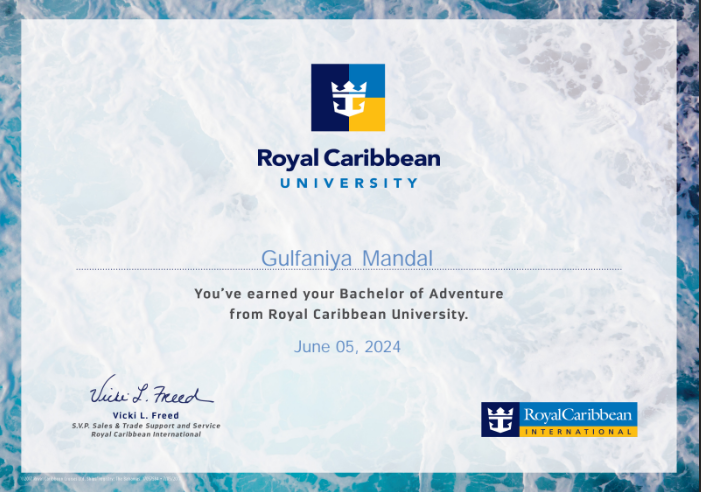 Royal Caribbean
UNIVERSITY
Gulfaniya Mandal
You've earned your Bachelor of Adventure
from Royal Caribbean University.
June 05, 2024
Vicki L. Freed
Vicki L. Freed
S.V.P. Sales & Trade Support and Service
Royal Caribbean International
RoyalCaribbean
INTERNATIONAL